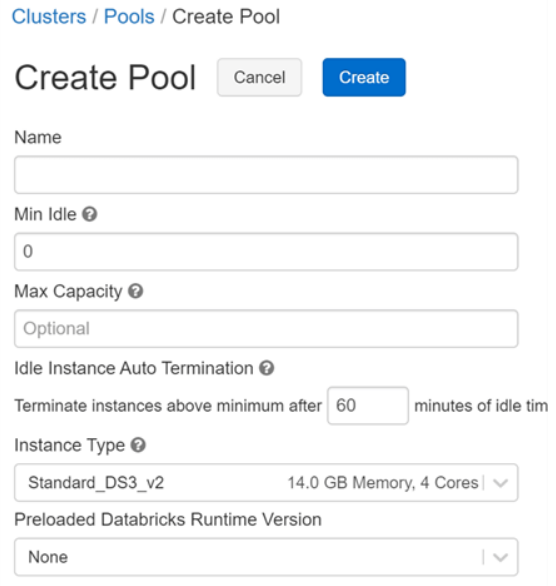 Clusters / Pools / Create Pool
Create Pool Cancel Create
Name
Min Idle ?
0
Max Capacity ?
Optional
Idle Instance Auto Termination ?
Terminate instances above minimum after 60 minutes of idle tim
Instance Type ?
Standard_DS3_v2 14.0 GB Memory, 4 Cores
Preloaded Databricks Runtime Version
None